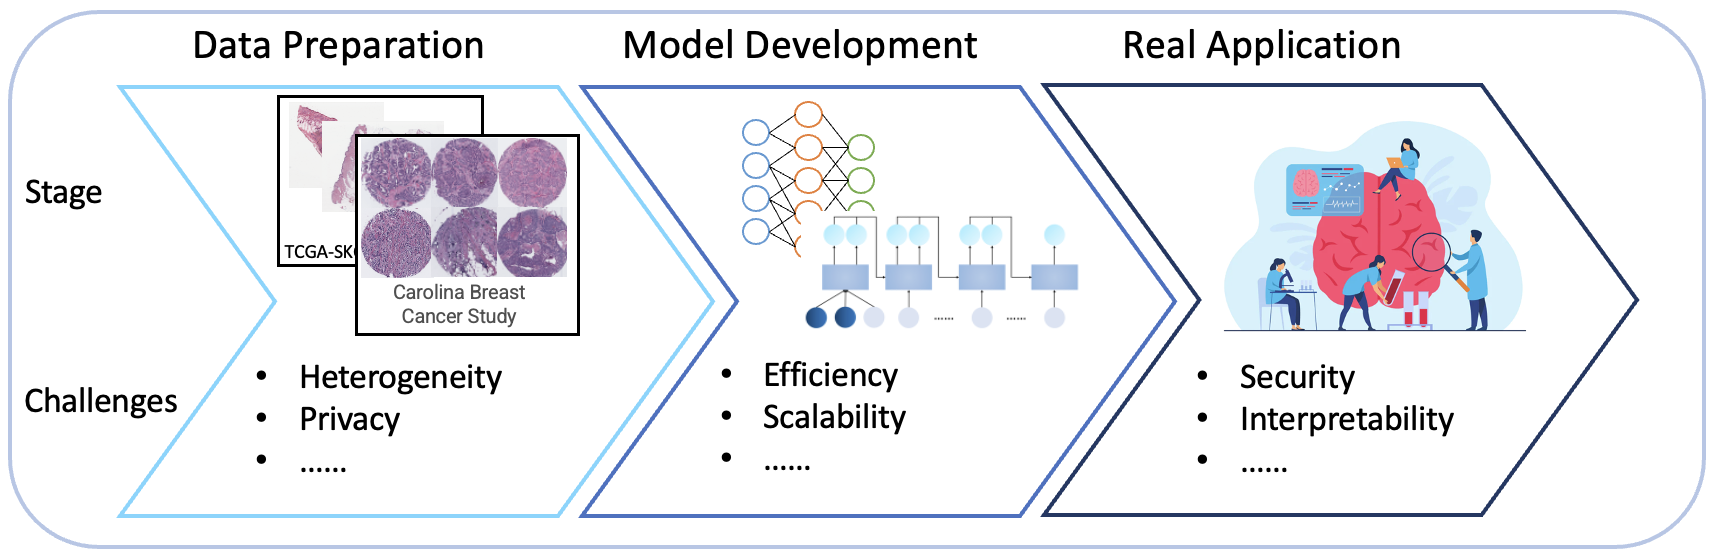 Data Preparation
Model Development
Real Application
Stage
TCGA-SK
Carolina Breast
Cancer Study
......
......
Challenges
• Heterogeneity
• Privacy
• ......
• Efficiency
• Scalability
• ......
• Security
• Interpretability
• ......